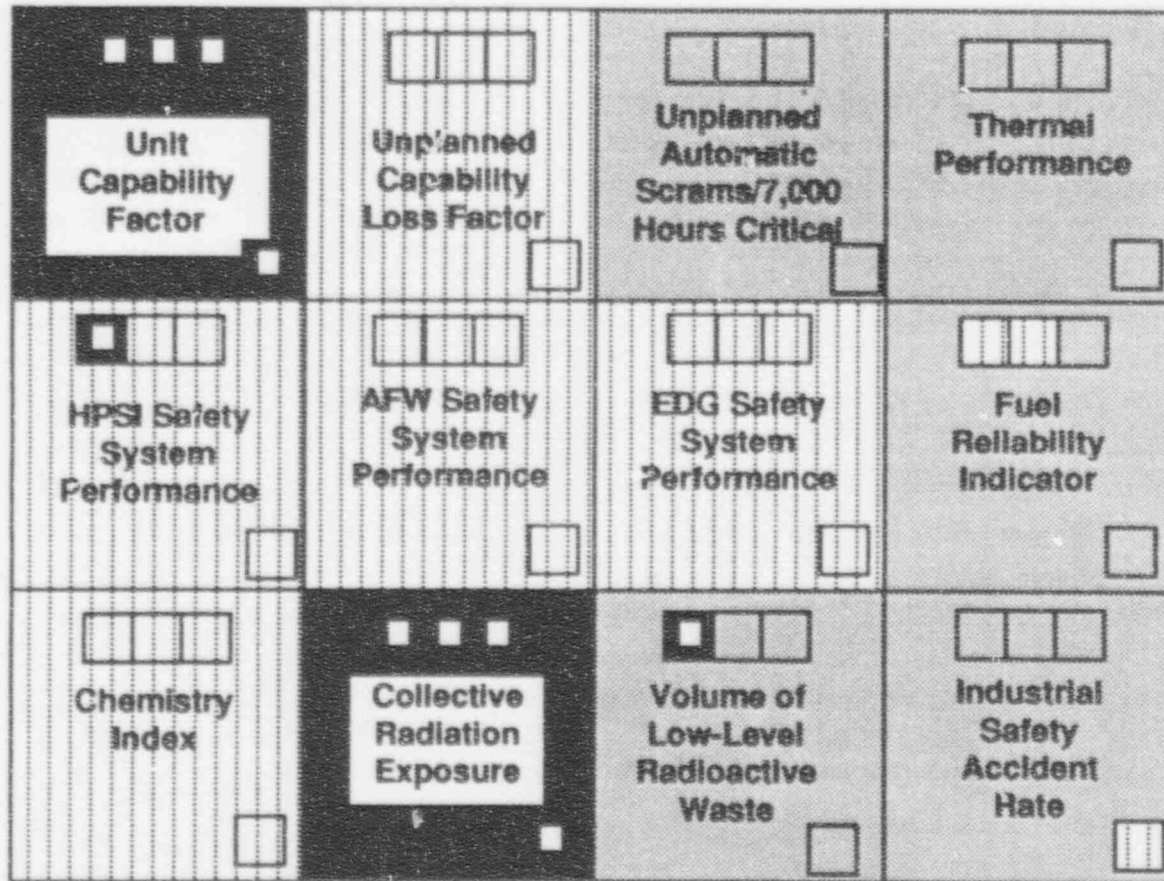 Unit
Capability
Factor
Unplanned
Capability
Loss Factor
Unplanned
Automatic
Scrams/7,000
Hours Critical
Thermal
Performance
HPSI Safety
System
Performance
AFW Safety
System
Performance
EDG Safety
System
Performance
Fuel
Reliability
Indicator
Chemistry
Index
Collective
Radiation
Exposure
Volume of
Low-Level
Radioactive
Waste
Industrial
Safety
Accident
Rate